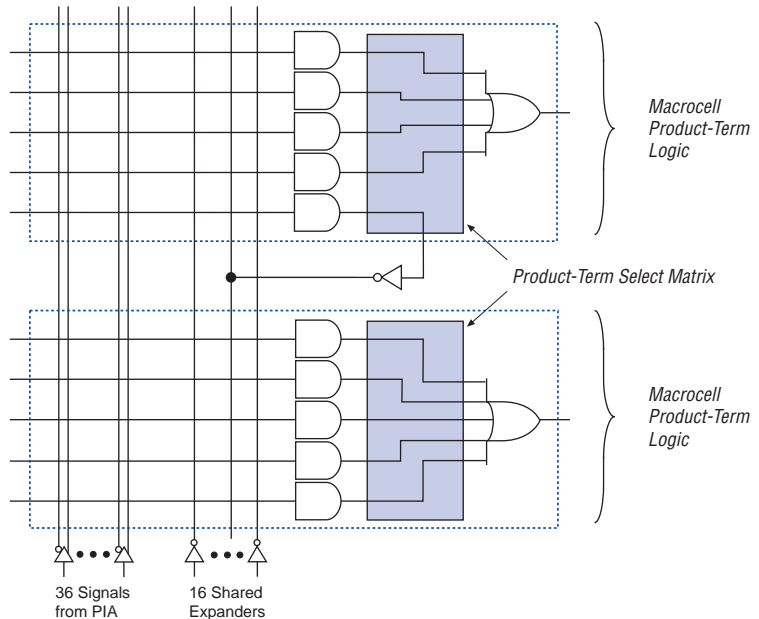 Macrocell
Product-Term
Logic
Product-Term Select Matrix
Macrocell
Product-Term
Logic
36 Signals
from PIA
16 Shared
Expanders